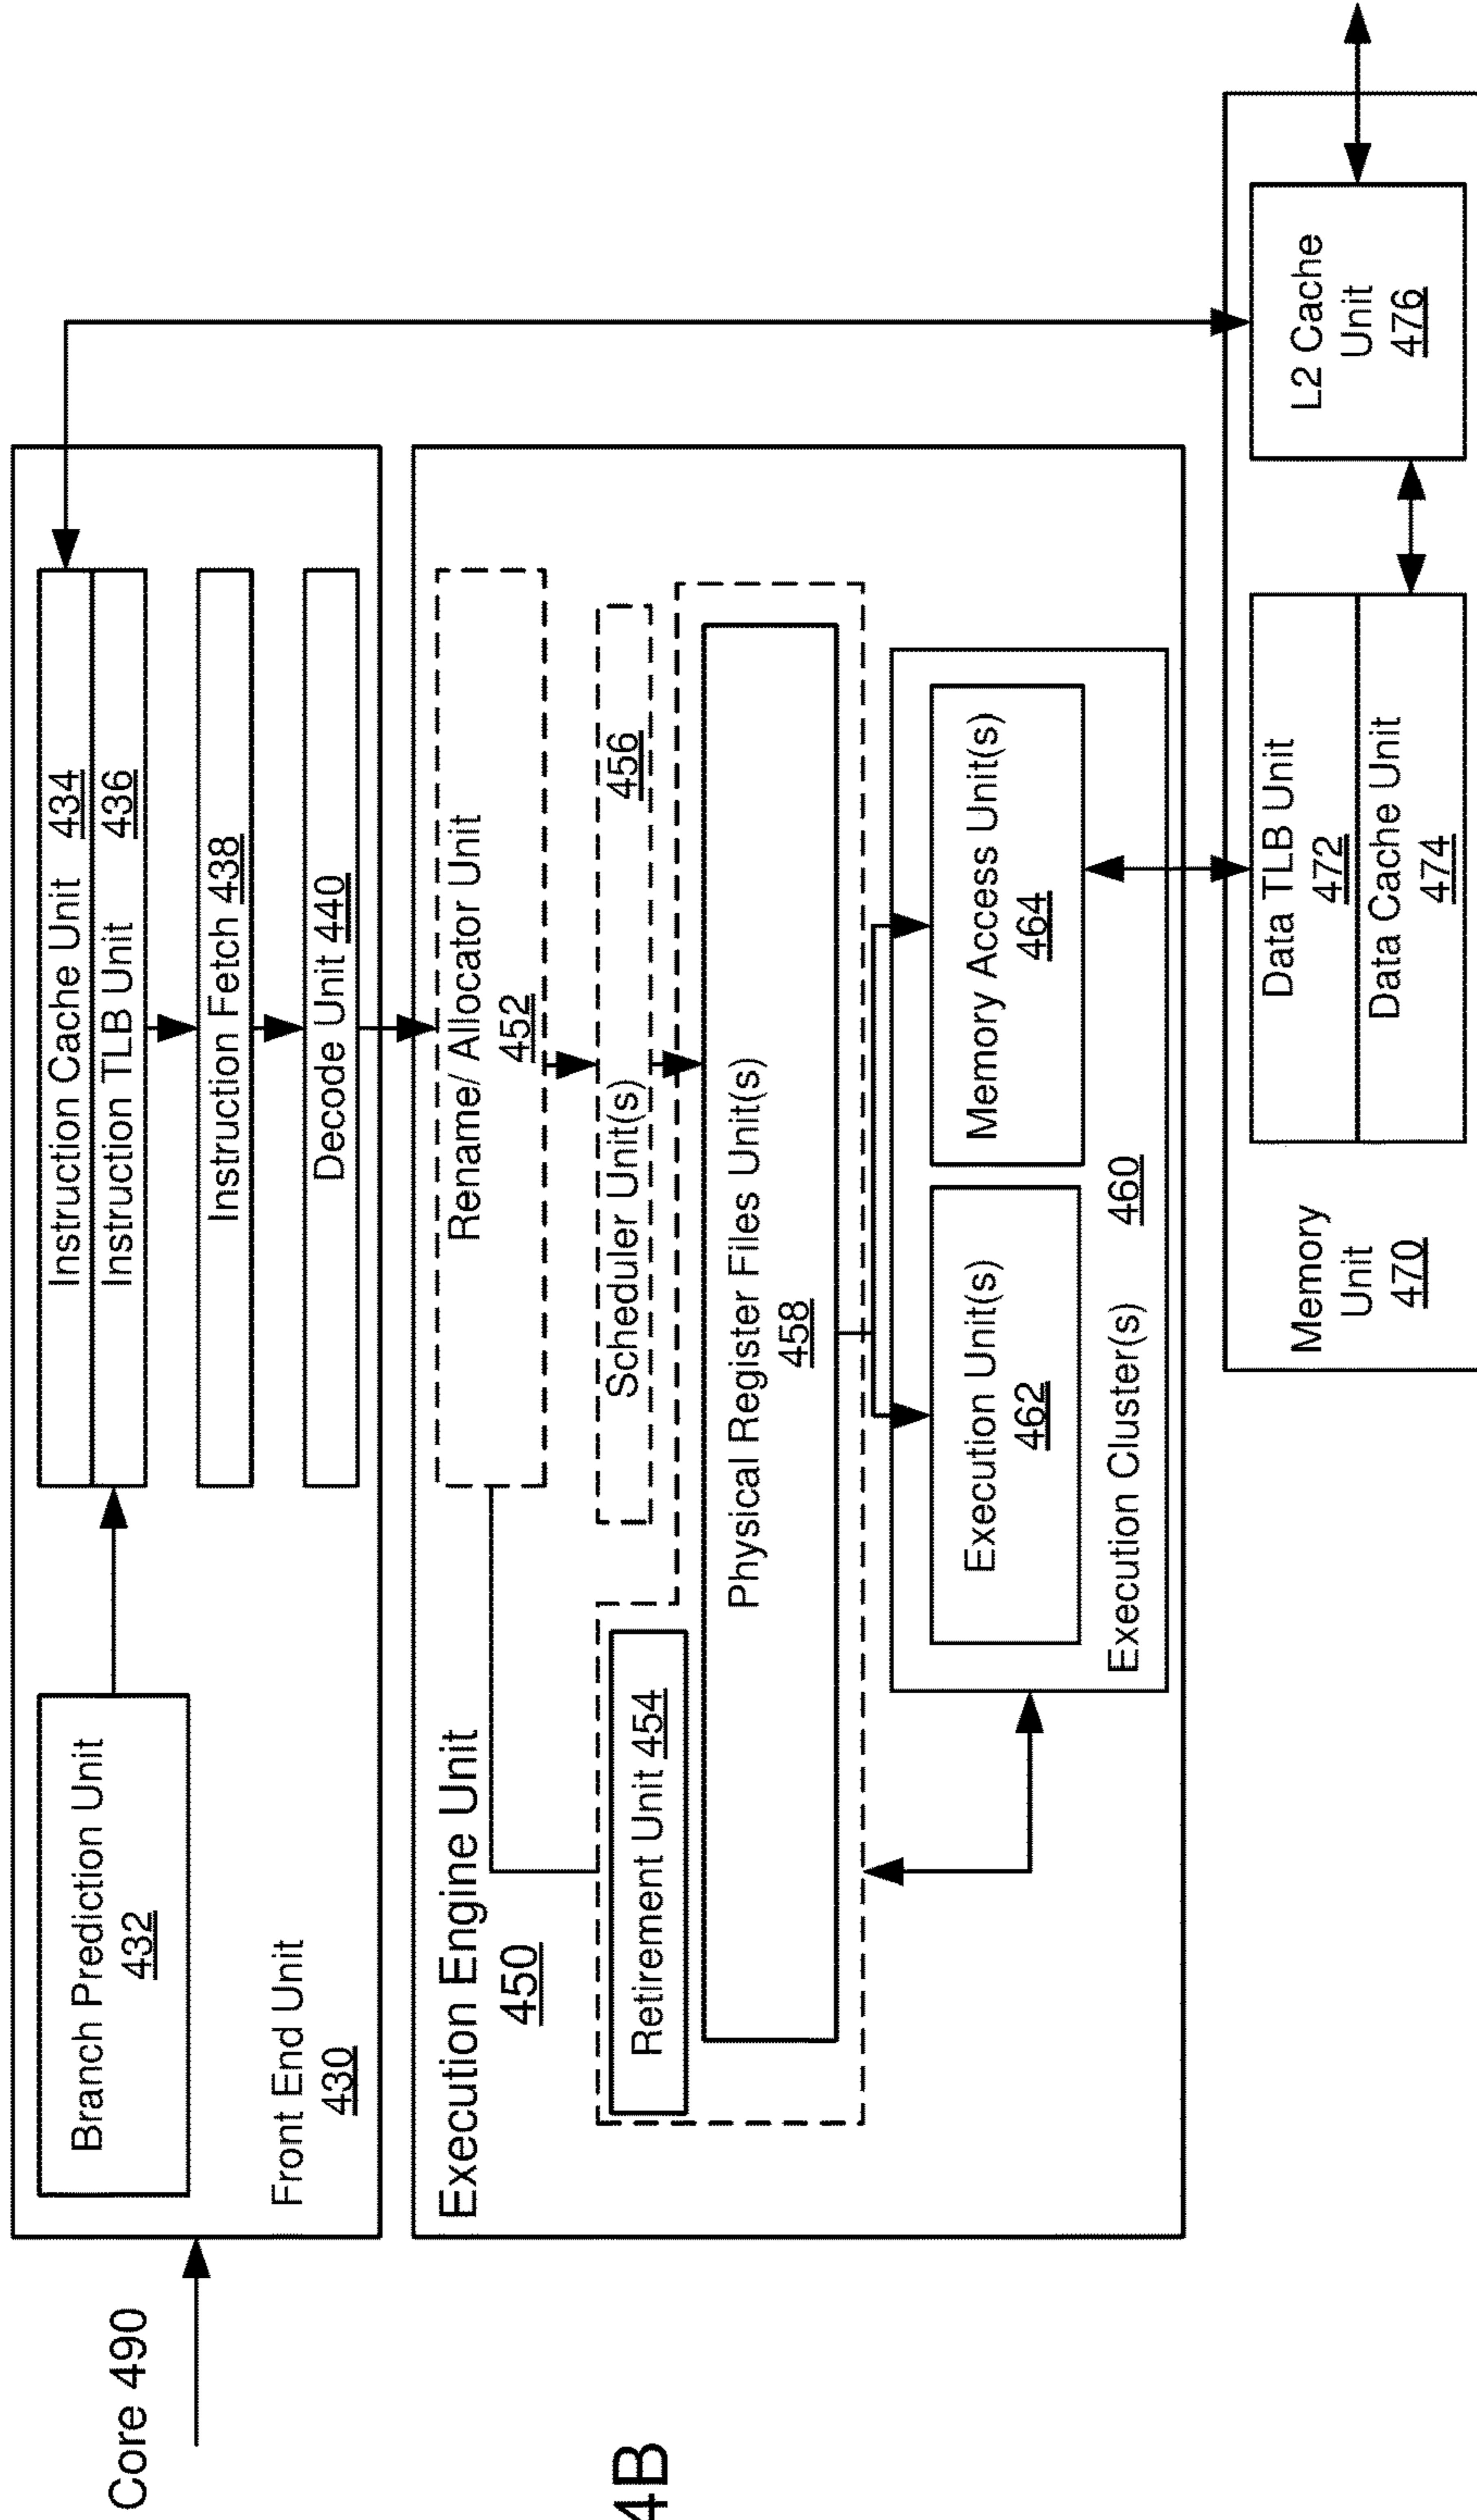 Core 490
Branch Prediction Unit
432
Instruction Cache Unit 434
Instruction TLB Unit 436
Instruction Fetch 438
Decode Unit 440
Front End Unit
430
Execution Engine Unit
450
Rename/ Allocator Unit
452
Scheduler Unit(s) 456
Retirement Unit 454
Physical Register Files Unit(s)
458
Execution Unit(s)
462
Memory Access Unit(s)
464
Execution Cluster(s) 460
Memory
Unit
470
Data TLB Unit
472
Data Cache Unit
474
L2 Cache
Unit
476
4B